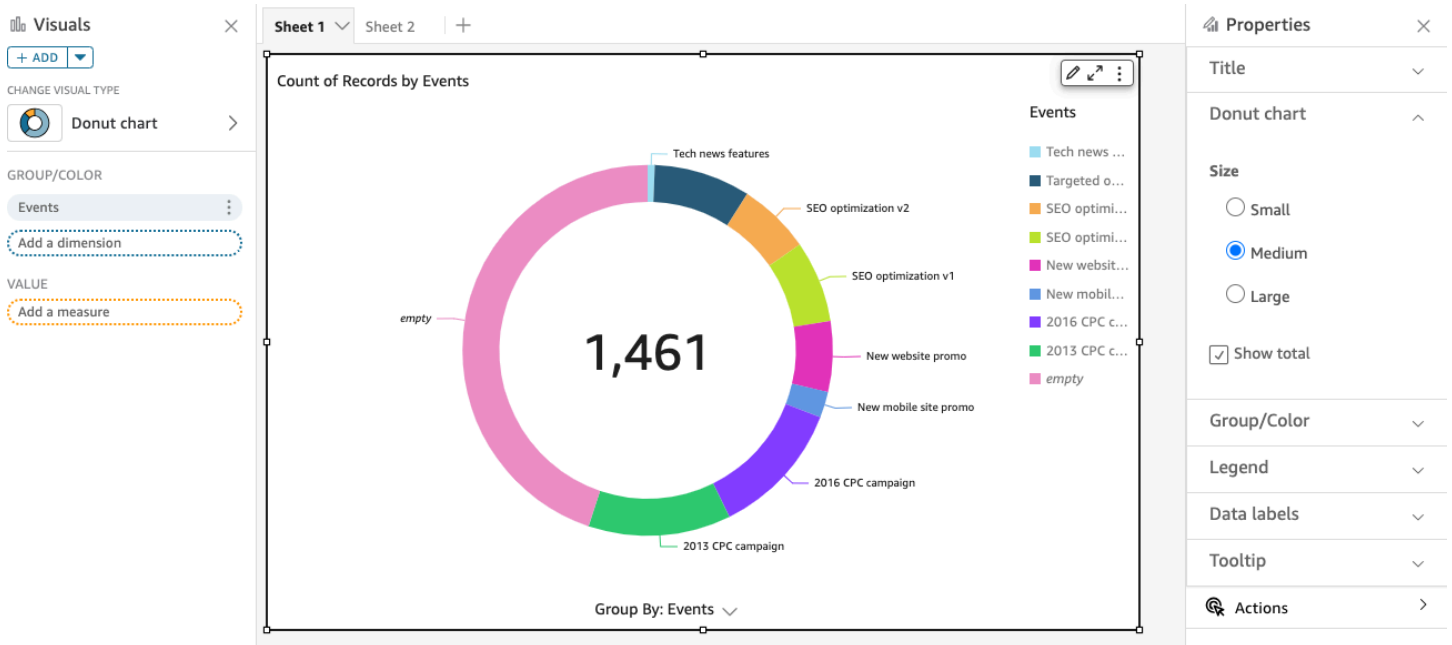 Visuals
+ ADD
CHANGE VISUAL TYPE
Donut chart
GROUP/COLOR
Events
Add a dimension
VALUE
Add a measure
Sheet 1
Sheet 2
Count of Records by Events
Tech news features
SEO optimization v2
SEO optimization v1
empty
1,461
New website promo
New mobile site promo
2016 CPC campaign
2013 CPC campaign
Group By: Events
Events
Tech news ...
Targeted o...
SEO optimi...
SEO optimi...
New websit...
New mobil...
2016 CPC c...
2013 CPC c...
empty
Properties
Title
Donut chart
Size
Small
Medium
Large
Show total
Group/Color
Legend
Data labels
Tooltip
Actions